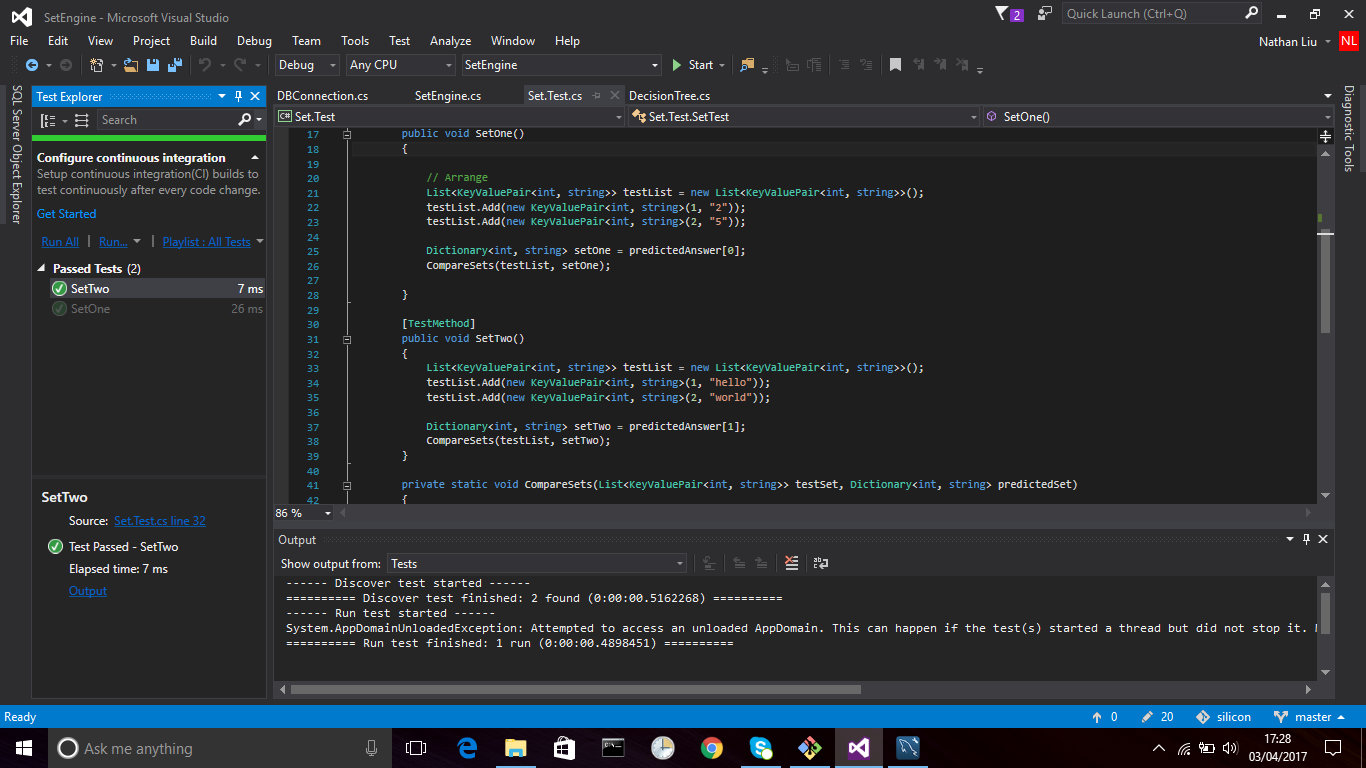 SetEngine - Microsoft Visual Studio
2
Quick Launch (Ctrl+Q)
File Edit View Project Build Debug Team Tools Test Analyze Window Help
Nathan Liu NL
Debug Any CPU SetEngine Start
SQL Server Object Explorer
Test Explorer
Search
Configure continuous integration
Setup continuous integration(CI) builds to
test continuously after every code change.
Get Started
Run All | Run... | Playlist : All Tests
Passed Tests (2)
SetTwo 7 ms
SetOne 26 ms
SetTwo
Source: Set.Test.cs line 32
Test Passed - SetTwo
Elapsed time: 7 ms
Output
DBConnection.cs SetEngine.cs Set.Test.cs DecisionTree.cs
C# Set.Test Set.Test.SetTest SetOne()
17 public void SetOne()
18 {
19
20 // Arrange
21 List<KeyValuePair<int, string>> testList = new List<KeyValuePair<int, string>>();
22 testList.Add(new KeyValuePair<int, string>(1, "2"));
23 testList.Add(new KeyValuePair<int, string>(2, "5"));
24
25 Dictionary<int, string> setOne = predictedAnswer[0];
26 CompareSets(testList, setOne);
27
28 }
29
30 [TestMethod]
31 public void SetTwo()
32 {
33 List<KeyValuePair<int, string>> testList = new List<KeyValuePair<int, string>>();
34 testList.Add(new KeyValuePair<int, string>(1, "hello"));
35 testList.Add(new KeyValuePair<int, string>(2, "world"));
36
37 Dictionary<int, string> setTwo = predictedAnswer[1];
38 CompareSets(testList, setTwo);
39 }
40
41 private static void CompareSets(List<KeyValuePair<int, string>> testSet, Dictionary<int, string> predictedSet)
42 {
86 %
Diagnostic Tools
Output
Show output from: Tests
------ Discover test started ------
========== Discover test finished: 2 found (0:00:00.5162268) ==========
------ Run test started ------
System.AppDomainUnloadedException: Attempted to access an unloaded AppDomain. This can happen if the test(s) started a thread but did not stop it.
========== Run test finished: 1 run (0:00:00.4898451) ==========
Ready 0 20 silicon master
Ask me anything
17:28
03/04/2017